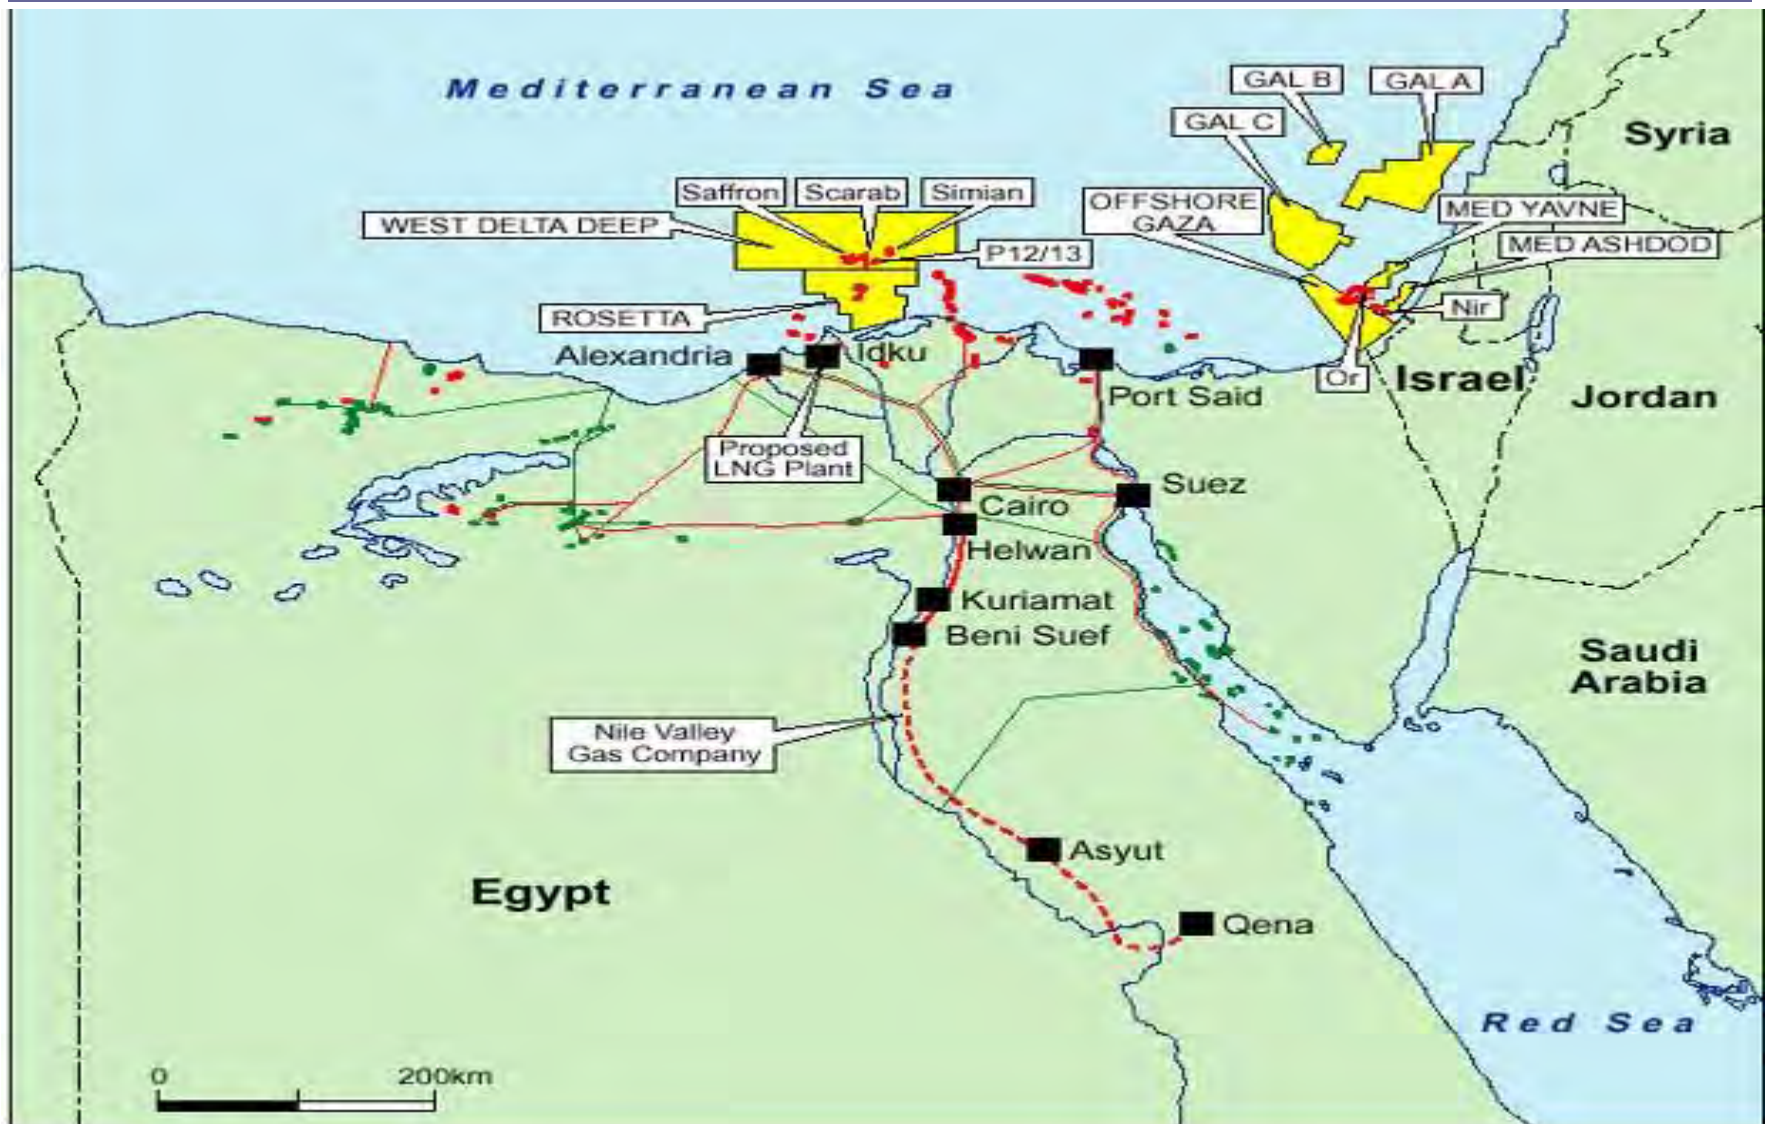 Mediterranean Sea
GAL B
GAL A
GAL C
Syria
Saffron
Scarab
Simian
OFFSHORE
GAZA
MED YAVNE
WEST DELTA DEEP
P12/13
MED ASHDOD
ROSETTA
Nir
Alexandria
Idku
Or
Israel
Jordan
Port Said
Proposed
LNG Plant
Suez
Cairo
Helwan
Kuriamat
Beni Suef
Saudi
Arabia
Nile Valley
Gas Company
Asyut
Egypt
Qena
Red Sea
0
200km